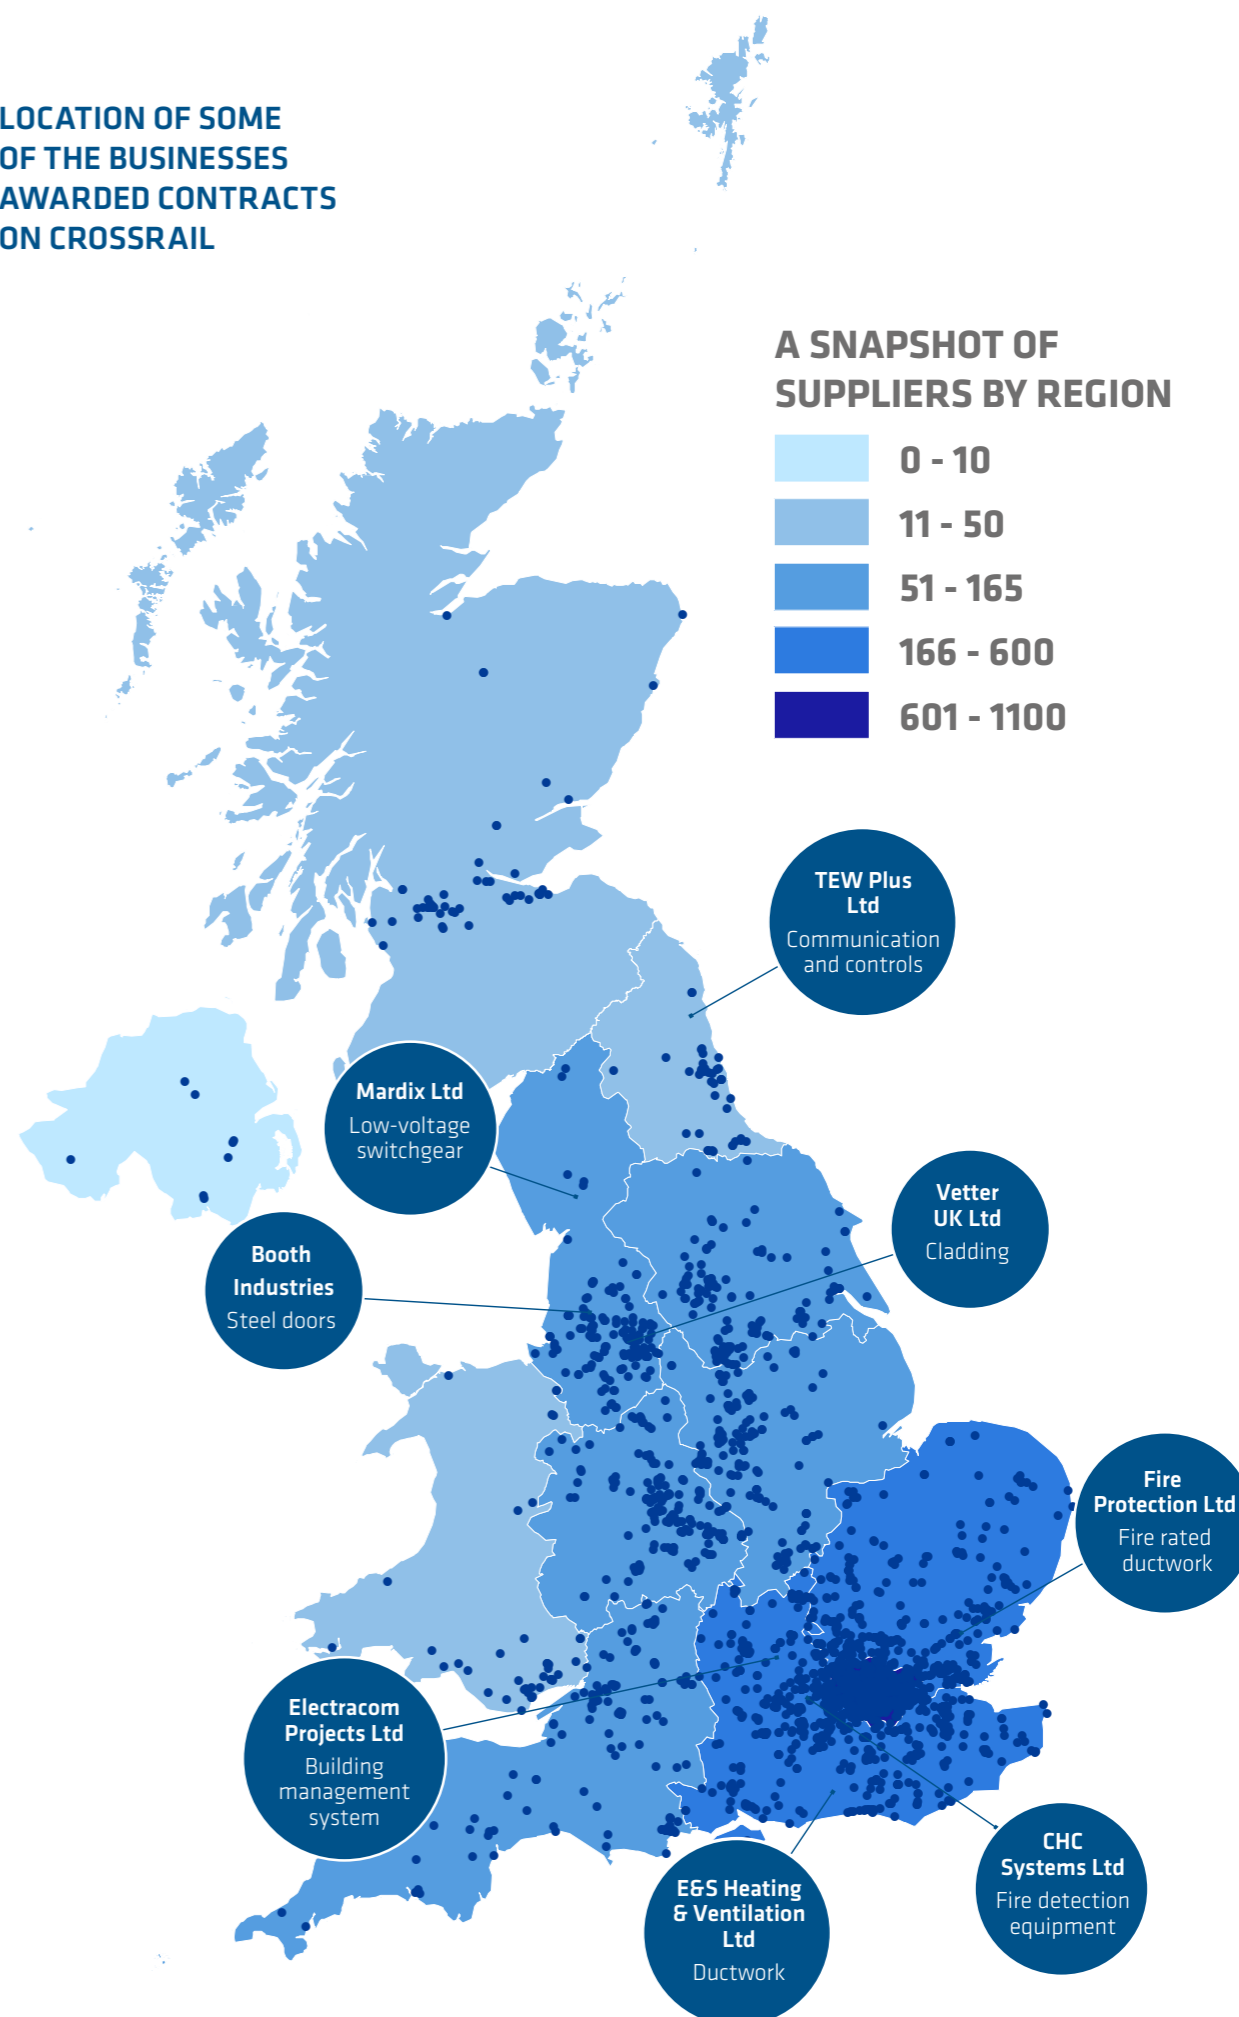 LOCATION OF SOME
OF THE BUSINESSES
AWARDED CONTRACTS
ON CROSSRAIL
A SNAPSHOT OF
SUPPLIERS BY REGION
0 - 10
11 - 50
51 - 165
166 - 600
601 - 1100
TEW Plus
Ltd
Communication
and controls
Mardix Ltd
Low-voltage
switchgear
Vetter
UK Ltd
Cladding
Booth
Industries
Steel doors
Fire
Protection Ltd
Fire rated
ductwork
Electracom
Projects Ltd
Building
management
system
CHC
Systems Ltd
Fire detection
equipment
E&S Heating
& Ventilation
Ltd
Ductwork